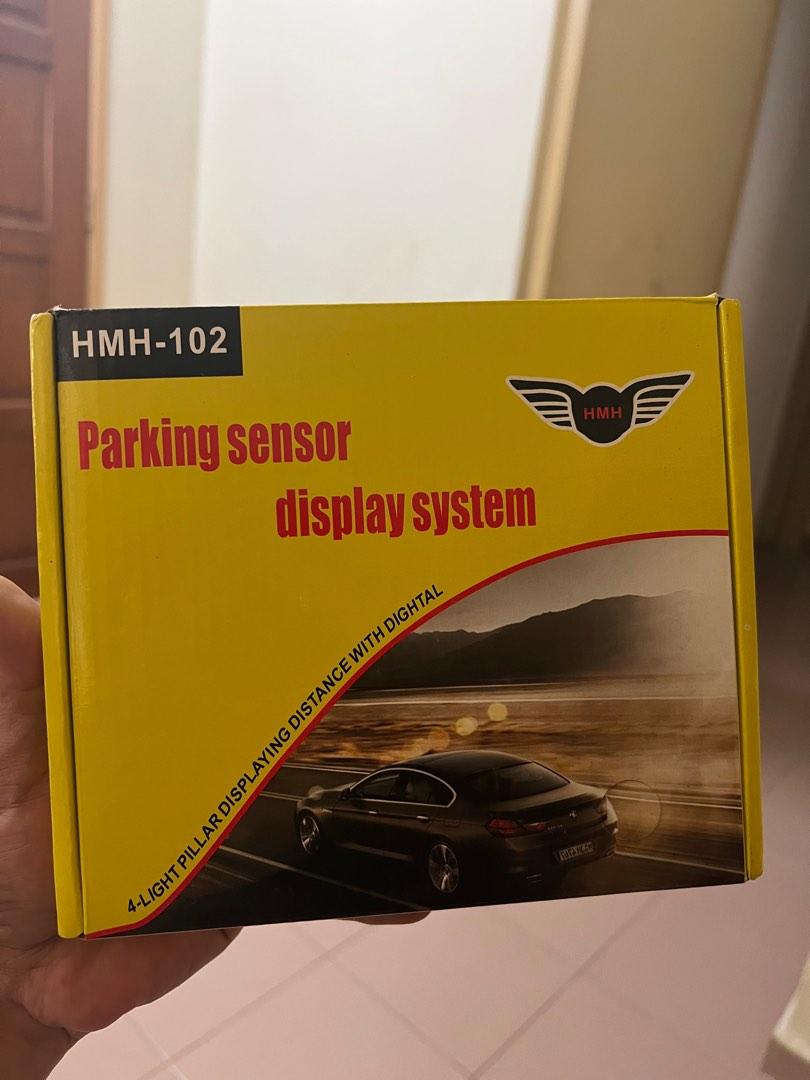 HMH-102
HMH
Parking sensor
display system
4-LIGHT PILLAR DISPLAYING DISTANCE WITH DIGHTAL